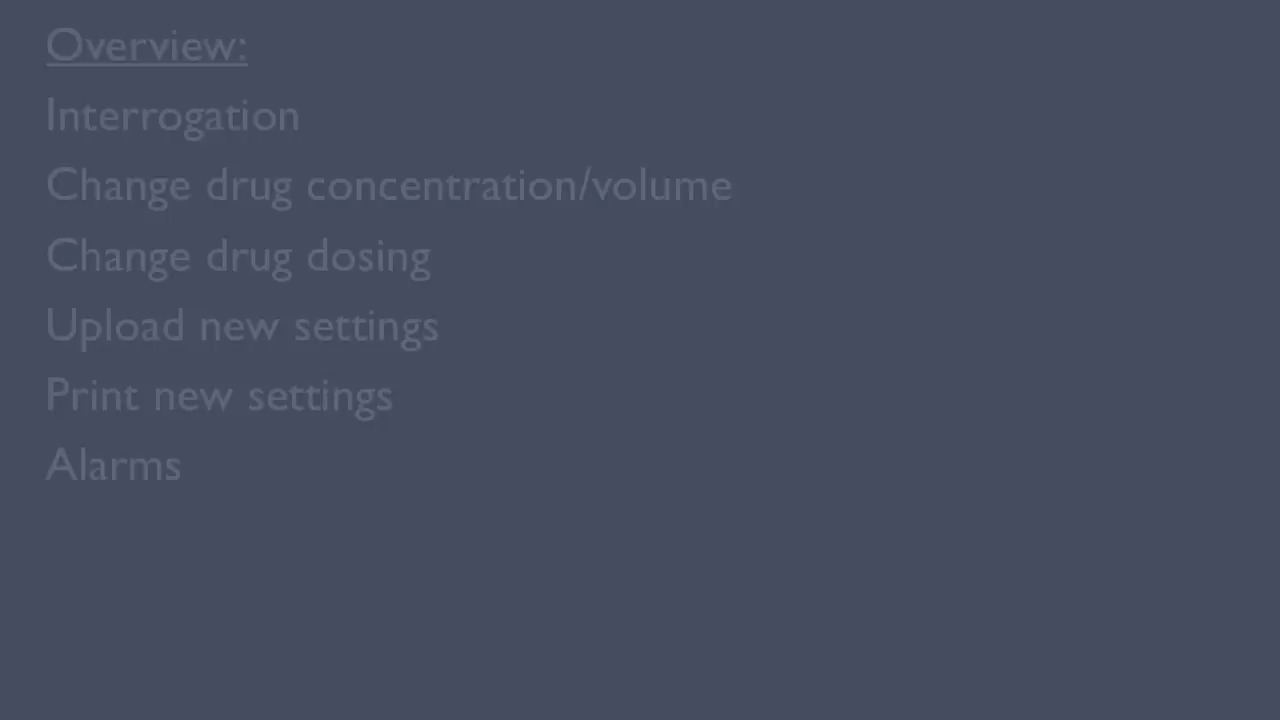 Overview:
Interrogation
Change drug concentration/volume
Change drug dosing
Upload new settings
Print new settings
Alarms